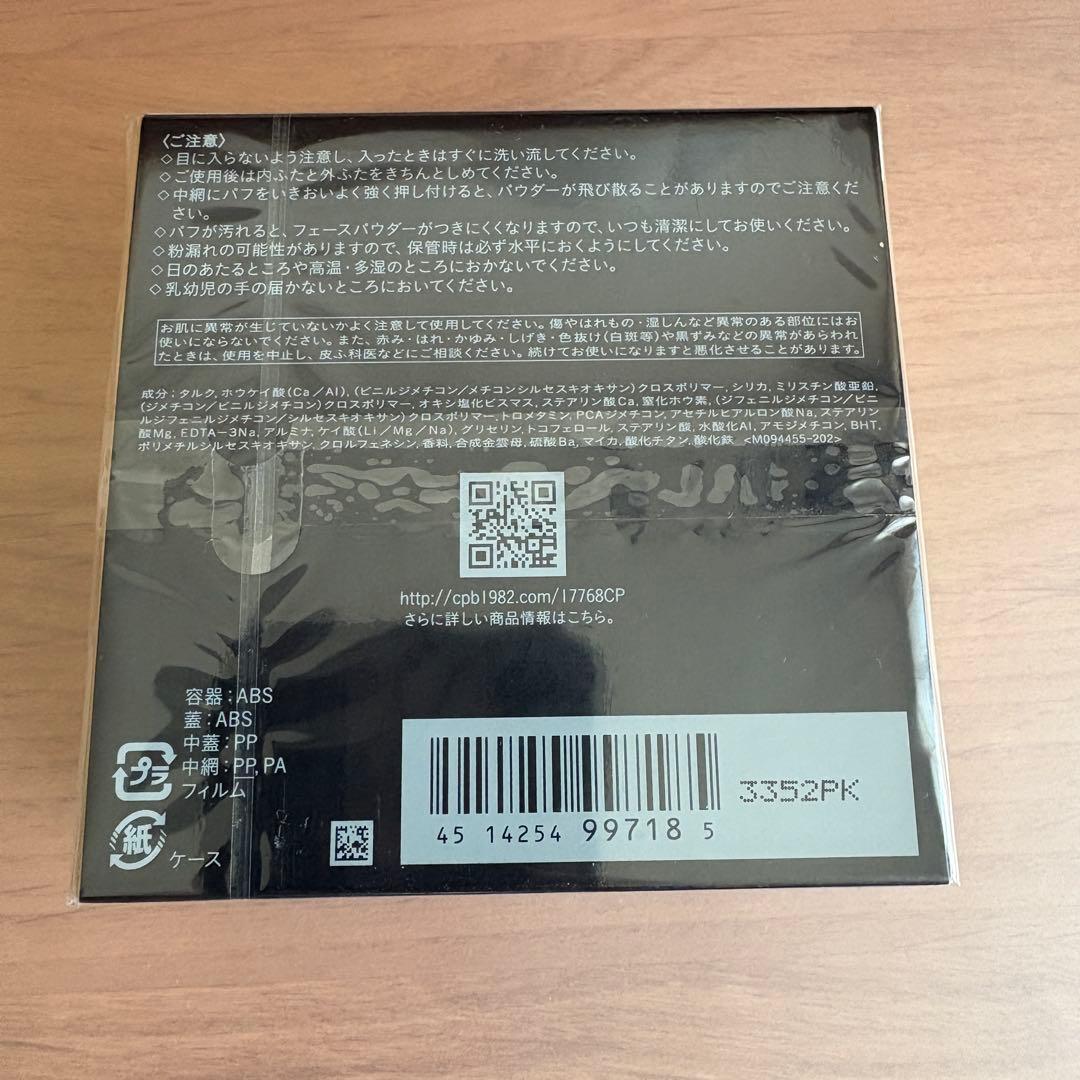 〈ご注意〉
◇目に入らないよう注意し、入ったときはすぐに洗い流してください。
◇ご使用後は内ふたと外ふたをきちんとしめてください。
◇中網にパフをいきおいよく強く押し付けると、パウダーが飛び散ることがありますのでご注意くだ
さい。
◇パフが汚れると、フェースパウダーがつきにくくなりますので、いつも清潔にしてお使いください。
◇粉漏れの可能性がありますので、保管時は必ず水平におくようにしてください。
◇日のあたるところや高温・多湿のところにおかないでください。
◇乳幼児の手の届かないところにおいてください。
お肌に異常が生じていないかよく注意して使用してください。傷やはれもの・湿しんなど異常のある部位にはお
使いにならないでください。また、赤み・はれ・かゆみ・しげき・色抜け(白斑等)や黒ずみなどの異常があらわれ
たときは、使用を中止し、皮ふ科医などにご相談ください。続けてお使いになりますと悪化させることがあります。
成分：タルク, ホウケイ酸(Ca／Al), (ビニルジメチコン/メチコンシルセスキオキサン)クロスポリマー, シリカ, ミリスチン酸亜鉛,
(ジメチコン/ビニルジメチコン)クロスポリマー, オキシ塩化ビスマス, ステアリン酸Ca, 窒化ホウ素, (ジフェニルジメチコン/ビニ
ルジフェニルジメチコン/シルセスキオキサン)クロスポリマー, トロメタミン, PCAジメチコン, アセチルヒアルロン酸Na, ステアリン
酸Mg, EDTA－3Na, アルミナ, ケイ酸(Li／Mg／Na), グリセリン, トコフェロール, ステアリン酸, 水酸化Al, アモジメチコン, BHT,
ポリメチルシルセスキオキサン, クロルフェネシン, 香料, 合成金雲母, 硫酸Ba, マイカ, 酸化チタン, 酸化鉄 <M094455-202>
http://cpb1982.com/17768CP
さらに詳しい商品情報はこちら。
容器：ABS
蓋：ABS
中蓋：PP
プラ 中網：PP, PA
フィルム
紙 ケース
3352PK
45 14254 99718 5